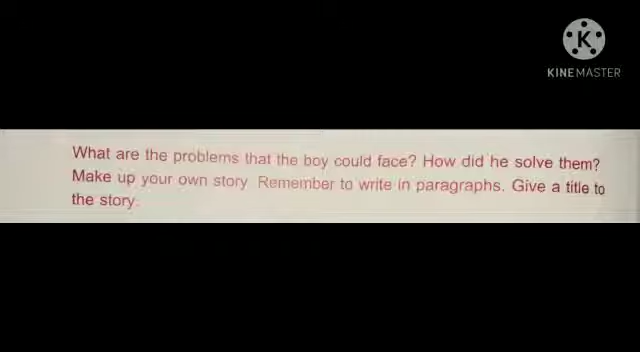 K
KINEMASTER
What are the problems that the boy could face? How did he solve them?
Make up your own story. Remember to write in paragraphs. Give a title to
the story.